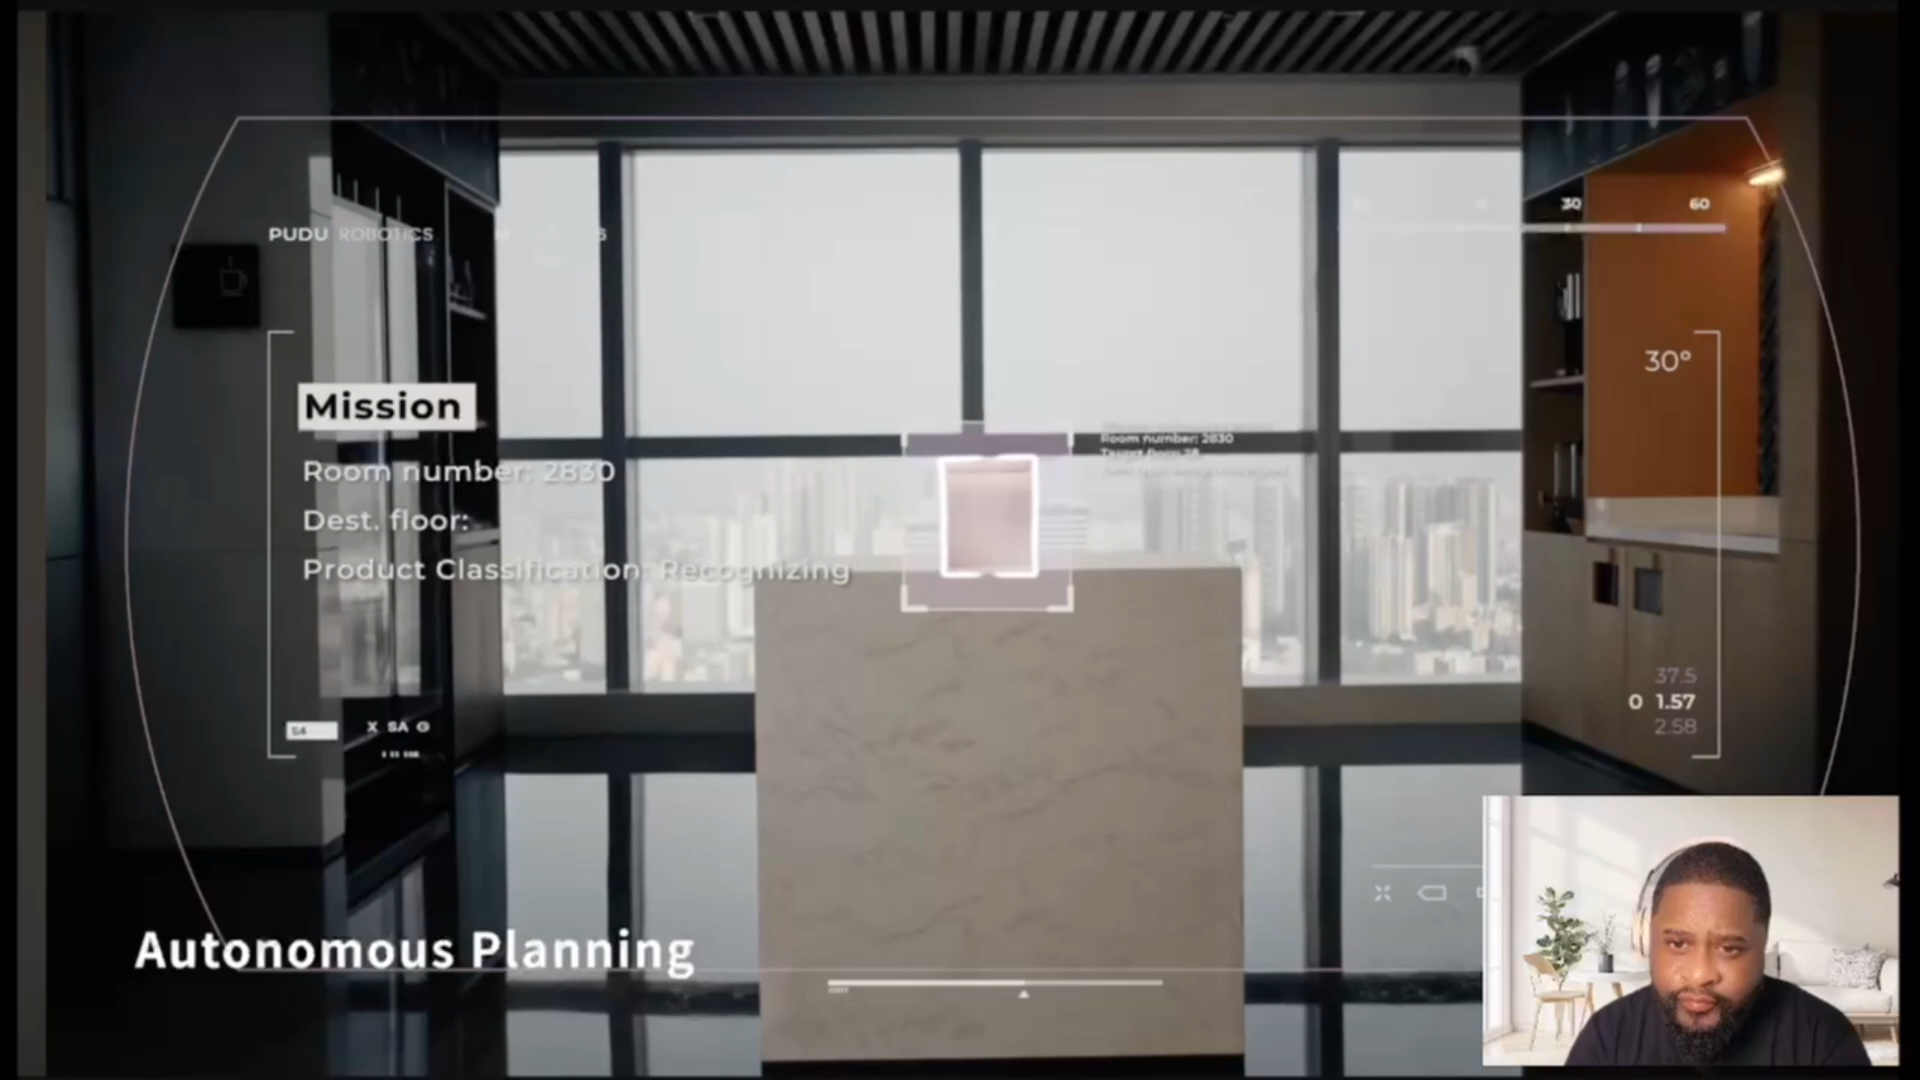 30 60
PUDU ROBOTICS
30°
Mission
Room number: 2830
Room number: 2830
Dest. floor:
Product Classification: Recognizing
37.5
0 1.57
2.58
S4
X SA G
Autonomous Planning